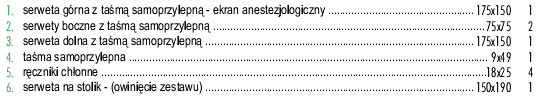 1. serweta górna z taśmą samoprzylepną - ekran anestezjologiczny ........ 175x150 1
2. serwety boczne z taśmą samoprzylepną ........ 75x75 2
3. serweta dolna z taśmą samoprzylepną ........ 175x150 1
4. taśma samoprzylepna ........ 9x49 1
5. ręczniki chłonne ........ 18x25 4
6. serweta na stolik - (owinięcie zestawu) ........ 150x190 1